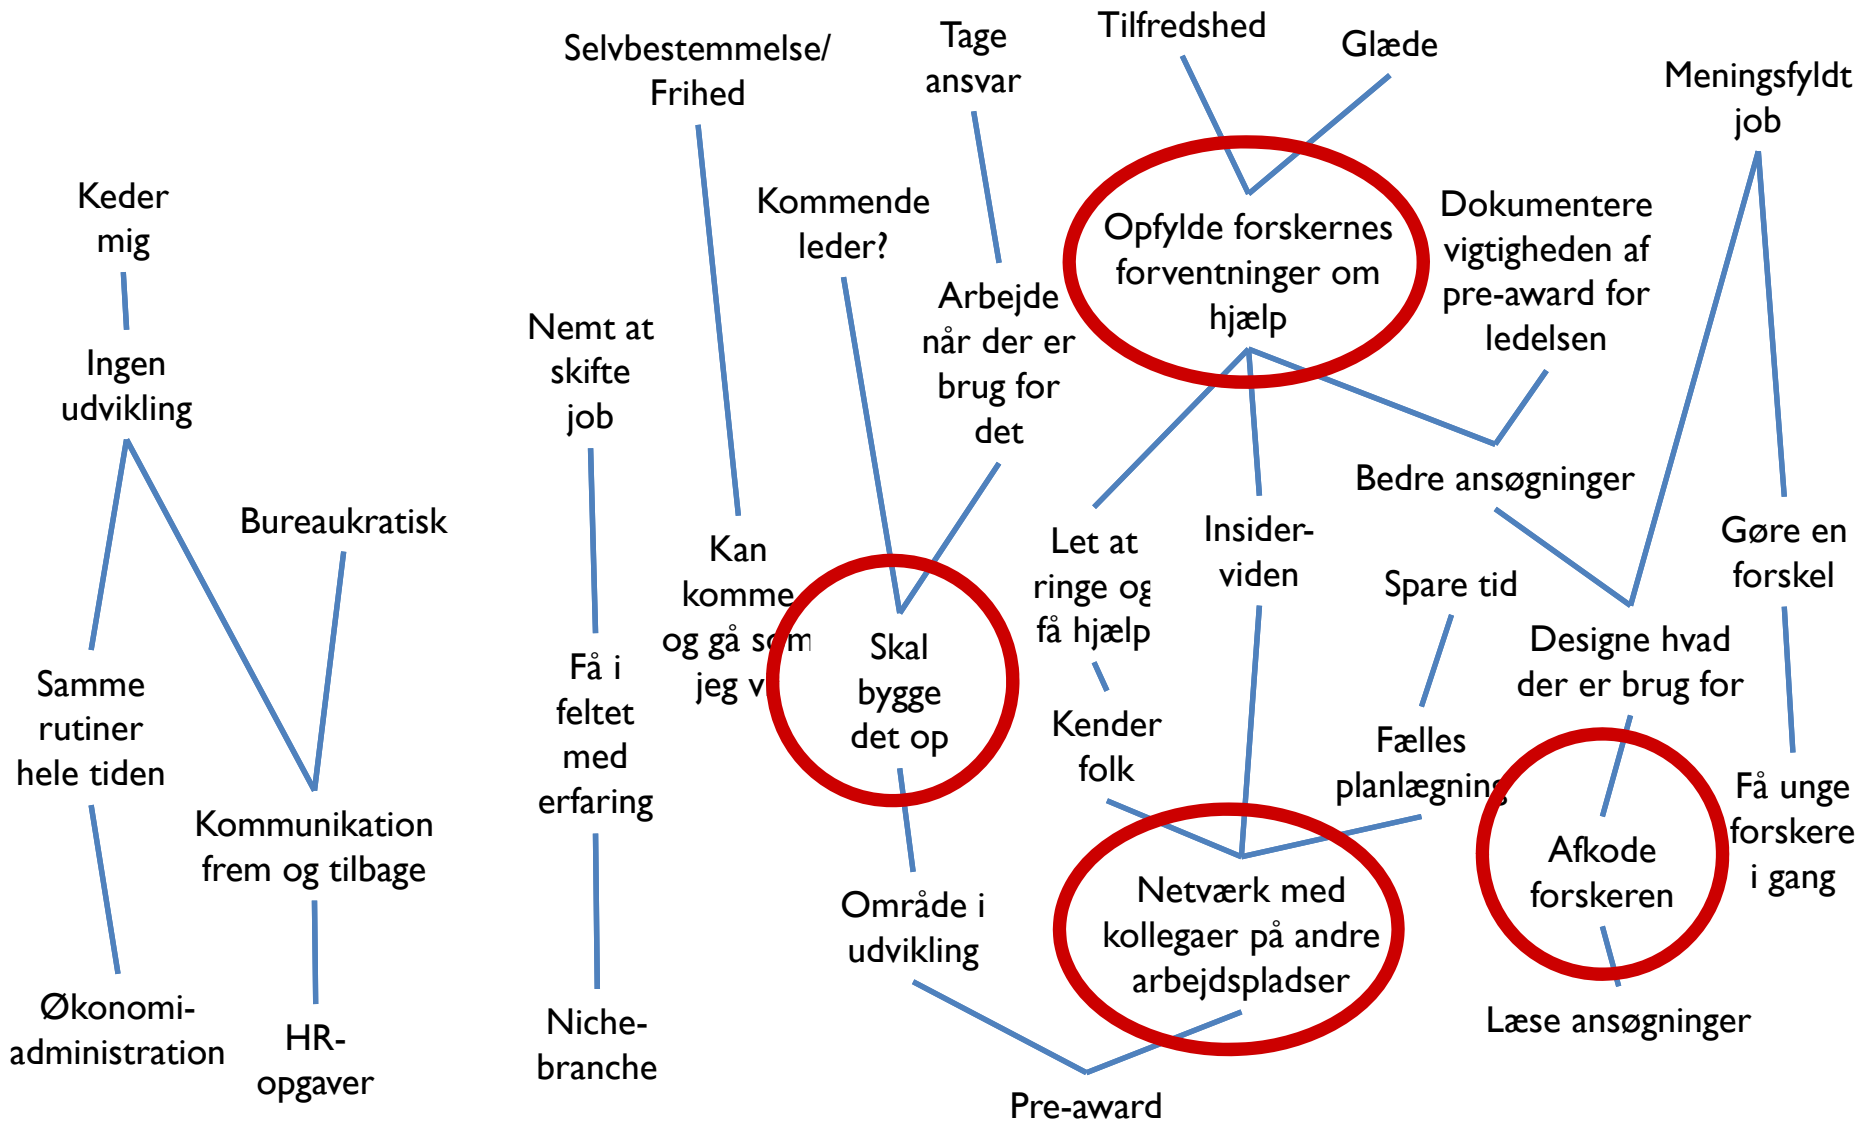 Selvbestemmelse/
Frihed
Tage
ansvar
Tilfredshed
Glæde
Meningsfyldt
job
Keder
mig
Kommende
leder?
Opfylde forskernes
forventninger om
hjælp
Dokumentere
vigtigheden af
pre-award for
ledelsen
Arbejde
når der er
brug for
det
Nemt at
skifte
job
Ingen
udvikling
Bureaukratisk
Bedre ansøgninger
Kan
komme
og gå som
jeg
Let at
ringe og
få hjælp
Insider-
viden
Spare tid
Gøre en
forskel
Skal
bygge
det op
Designe hvad
der er brug for
Samme
rutiner
hele tiden
Få i
feltet
med
erfaring
Kender
folk
Fælles
planlægning
Få unge
forskere
i gang
Kommunikation
frem og tilbage
Afkode
forskeren
Område i
udvikling
Netværk med
kollegaer på andre
arbejdspladser
Læse ansøgninger
Økonomi-
administration
HR-
opgaver
Niche-
branche
Pre-award